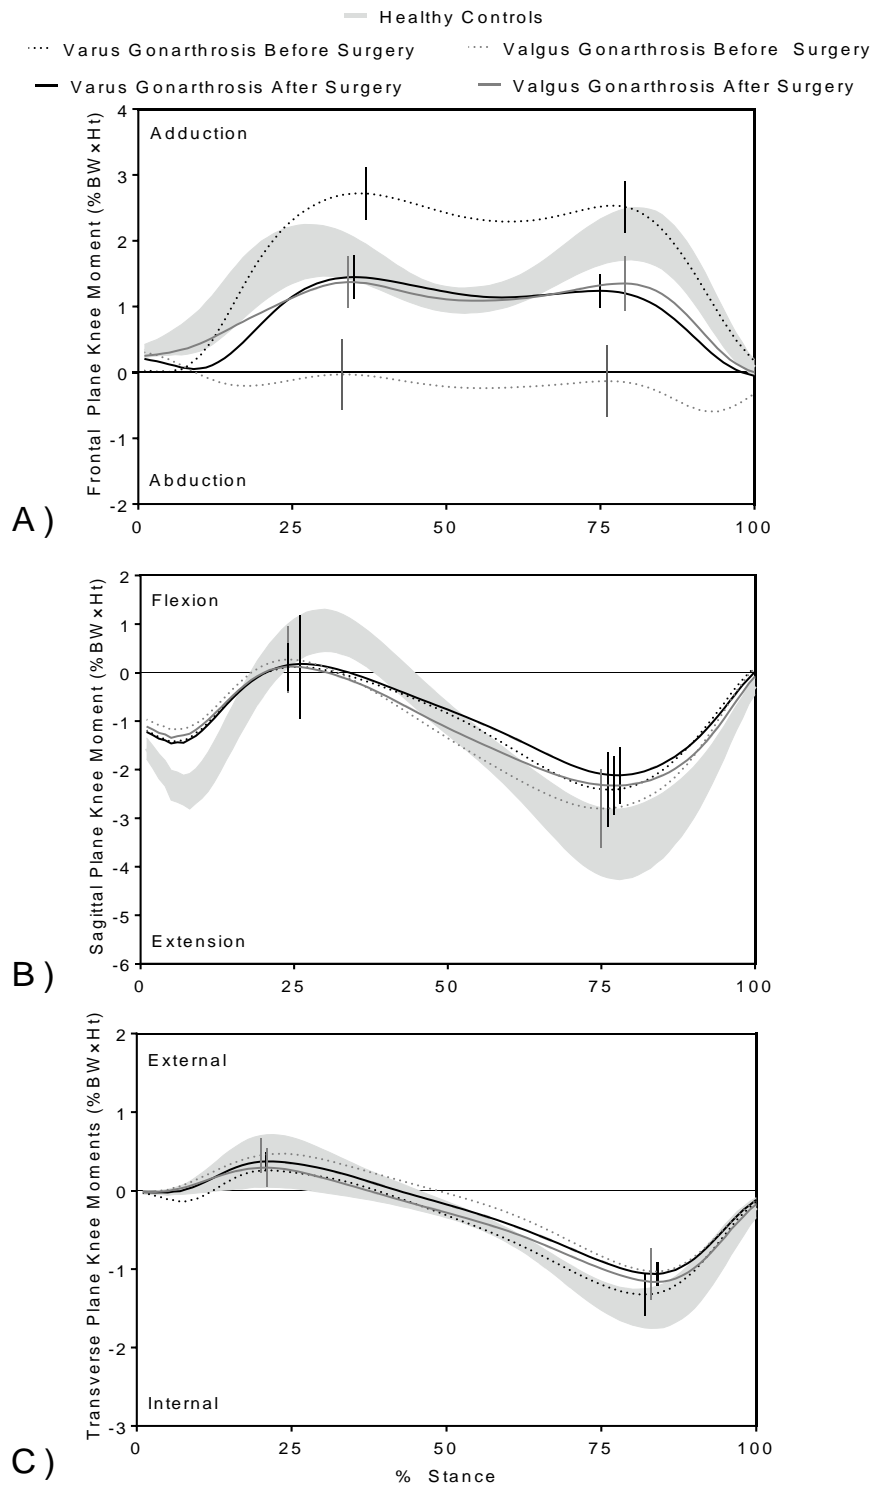 Healthy Controls
Varus Gonarthrosis Before Surgery
Valgus Gonarthrosis Before Surgery
Varus Gonarthrosis After Surgery
Valgus Gonarthrosis After Surgery
Frontal Plane Knee Moment (%BW×Ht)
4
3
2
1
0
-1
-2
Adduction
Abduction
A)
0 25 50 75 100
Sagittal Plane Knee Moment (%BW×Ht)
2
1
0
-1
-2
-3
-4
-5
-6
Flexion
Extension
B)
0 25 50 75 100
Transverse Plane Knee Moments (%BW×Ht)
2
1
0
-1
-2
-3
External
Internal
C)
0 25 50 75 100
% Stance